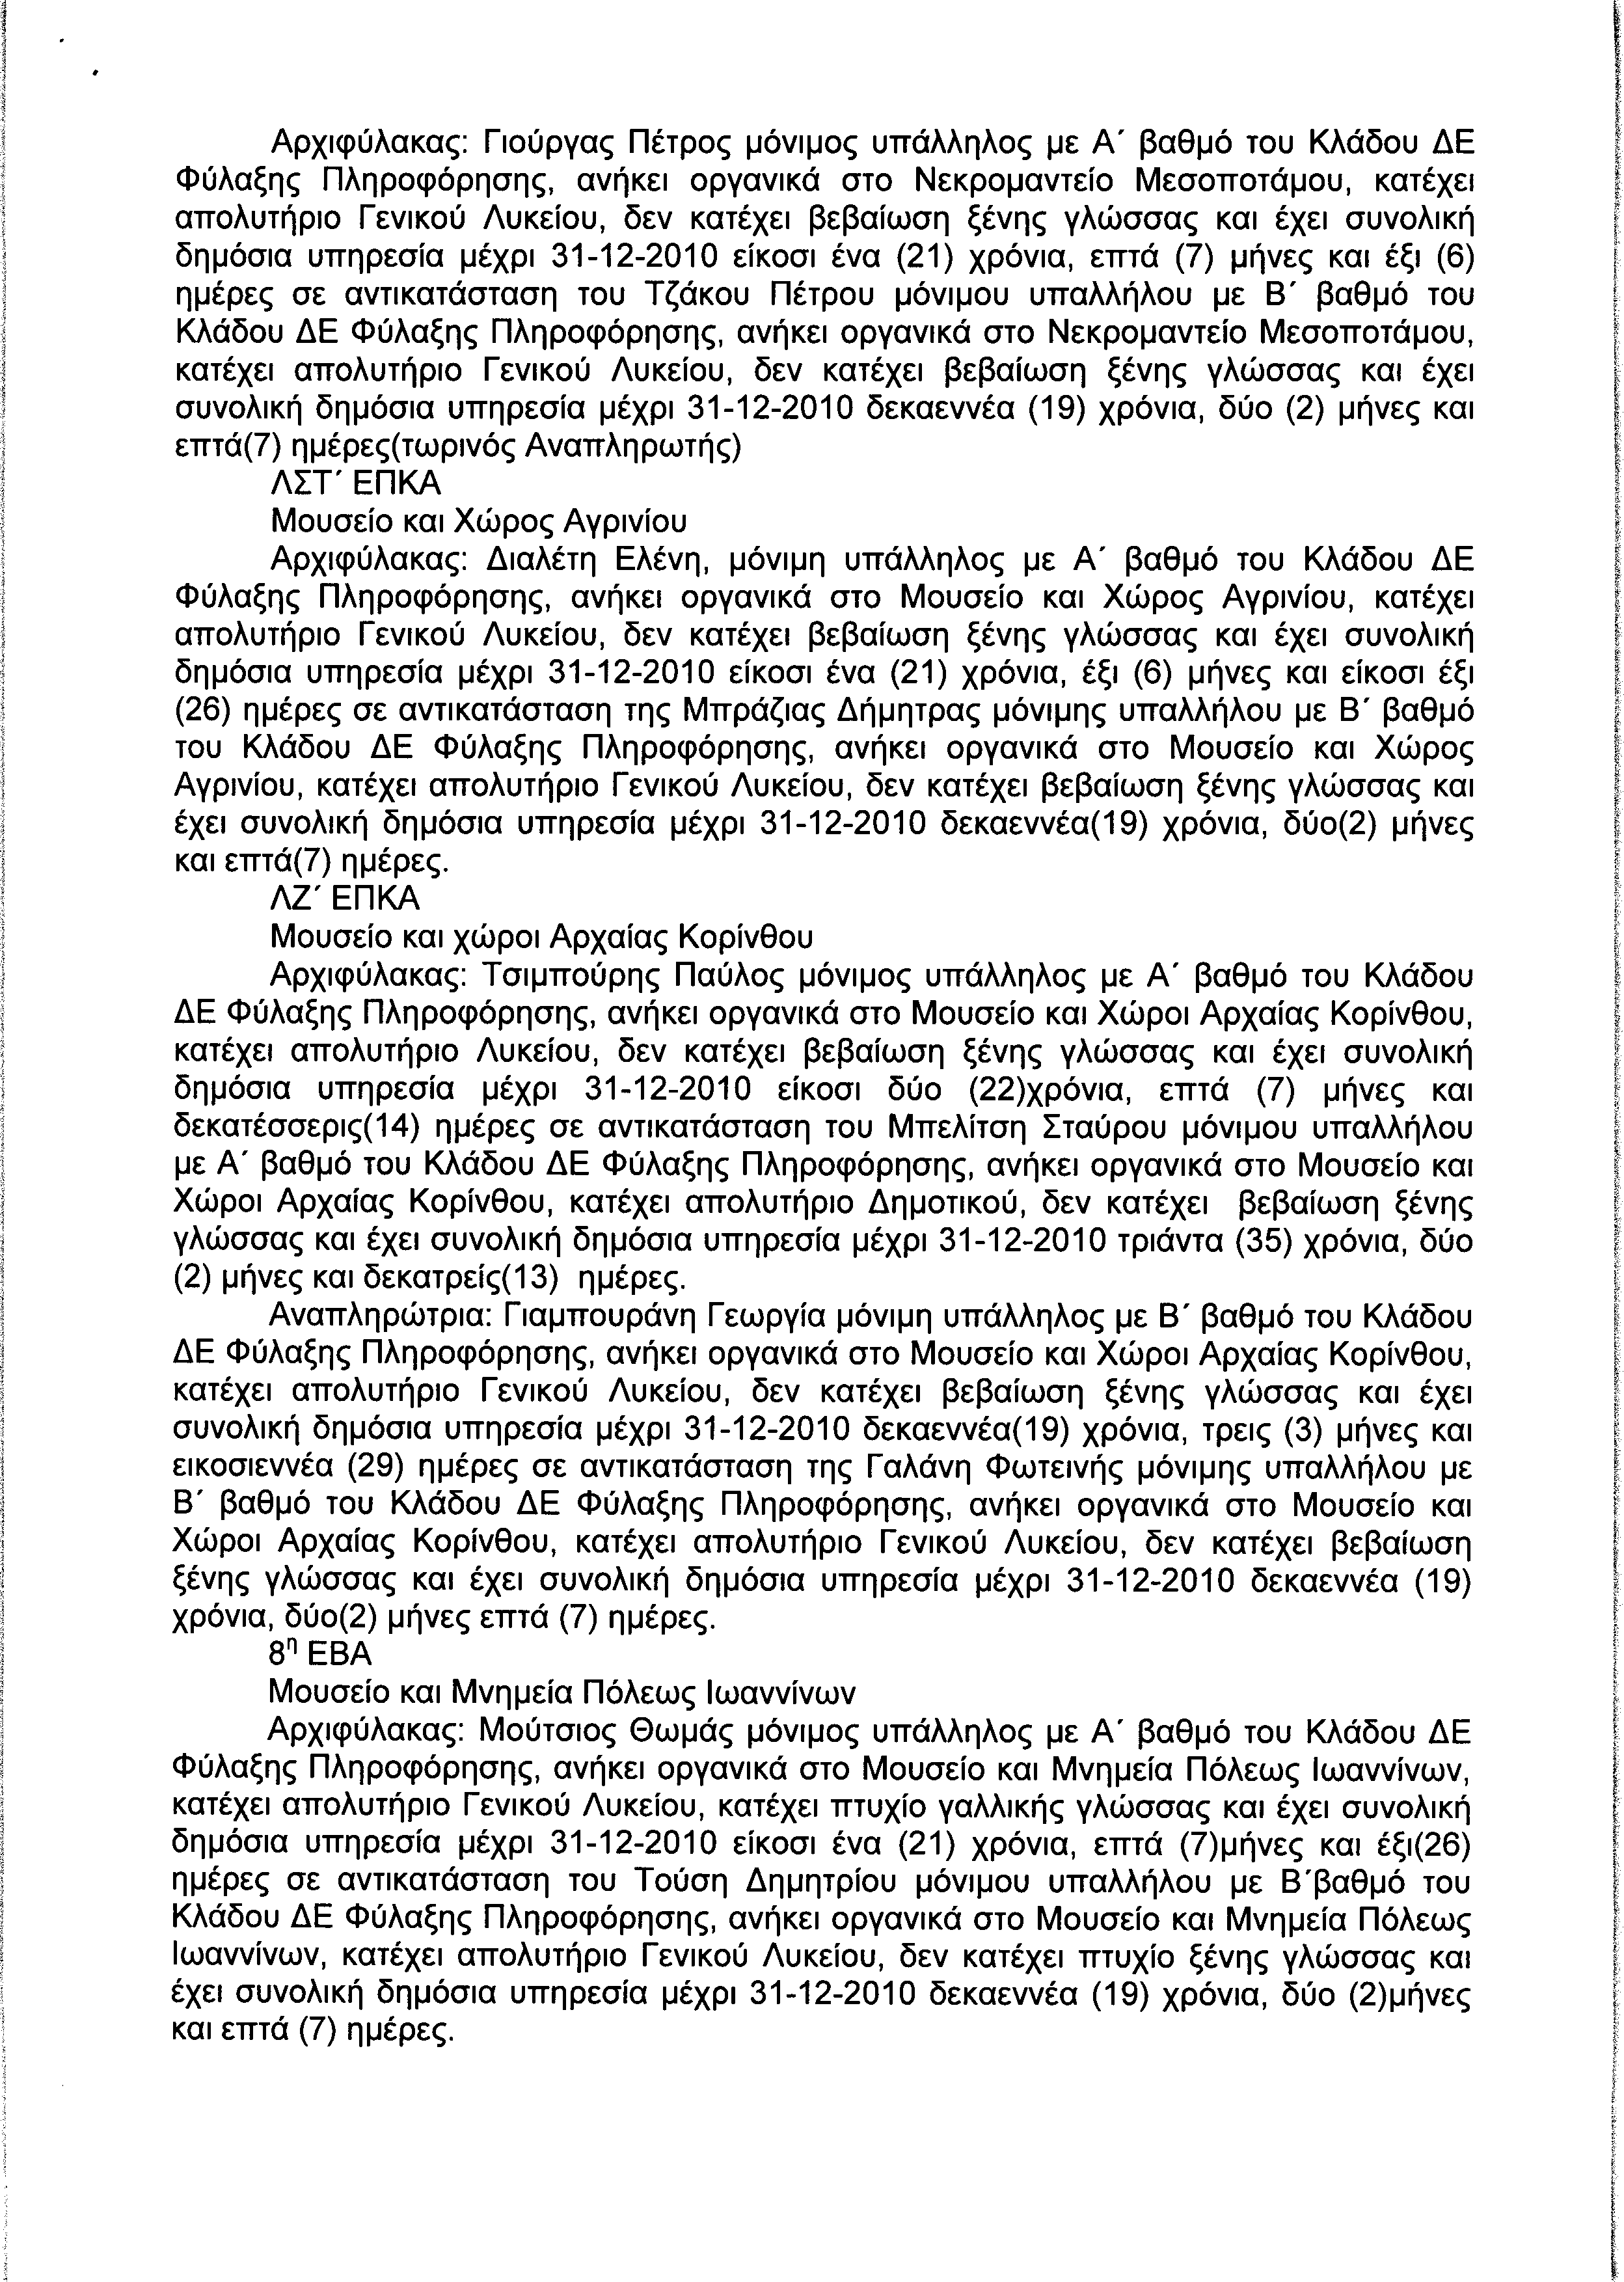 Αρχιφύλακας: Γιούργας Πέτρος μόνιμος υπάλληλος με Α΄ βαθμό του Κλάδου ΔΕ
Φύλαξης Πληροφόρησης, ανήκει οργανικά στο Νεκρομαντείο Μεσοποτάμου, κατέχει
απολυτήριο Γενικού Λυκείου, δεν κατέχει βεβαίωση ξένης γλώσσας και έχει συνολική
δημόσια υπηρεσία μέχρι 31-12-2010 είκοσι ένα (21) χρόνια, επτά (7) μήνες και έξι (6)
ημέρες σε αντικατάσταση του Τζάκου Πέτρου μόνιμου υπαλλήλου με Β΄ βαθμό του
Κλάδου ΔΕ Φύλαξης Πληροφόρησης, ανήκει οργανικά στο Νεκρομαντείο Μεσοποτάμου,
κατέχει απολυτήριο Γενικού Λυκείου, δεν κατέχει βεβαίωση ξένης γλώσσας και έχει
συνολική δημόσια υπηρεσία μέχρι 31-12-2010 δεκαεννέα (19) χρόνια, δύο (2) μήνες και
επτά(7) ημέρες(τωρινός Αναπληρωτής)
ΛΣΤ΄ ΕΠΚΑ
Μουσείο και Χώρος Αγρινίου
Αρχιφύλακας: Διαλέτη Ελένη, μόνιμη υπάλληλος με Α΄ βαθμό του Κλάδου ΔΕ
Φύλαξης Πληροφόρησης, ανήκει οργανικά στο Μουσείο και Χώρος Αγρινίου, κατέχει
απολυτήριο Γενικού Λυκείου, δεν κατέχει βεβαίωση ξένης γλώσσας και έχει συνολική
δημόσια υπηρεσία μέχρι 31-12-2010 είκοσι ένα (21) χρόνια, έξι (6) μήνες και είκοσι έξι
(26) ημέρες σε αντικατάσταση της Μπράζιας Δήμητρας μόνιμης υπαλλήλου με Β΄ βαθμό
του Κλάδου ΔΕ Φύλαξης Πληροφόρησης, ανήκει οργανικά στο Μουσείο και Χώρος
Αγρινίου, κατέχει απολυτήριο Γενικού Λυκείου, δεν κατέχει βεβαίωση ξένης γλώσσας και
έχει συνολική δημόσια υπηρεσία μέχρι 31-12-2010 δεκαεννέα(19) χρόνια, δύο(2) μήνες
και επτά(7) ημέρες.
ΛΖ΄ ΕΠΚΑ
Μουσείο και χώροι Αρχαίας Κορίνθου
Αρχιφύλακας: Τσιμπούρης Παύλος μόνιμος υπάλληλος με Α΄ βαθμό του Κλάδου
ΔΕ Φύλαξης Πληροφόρησης, ανήκει οργανικά στο Μουσείο και Χώροι Αρχαίας Κορίνθου,
κατέχει απολυτήριο Λυκείου, δεν κατέχει βεβαίωση ξένης γλώσσας και έχει συνολική
δημόσια υπηρεσία μέχρι 31-12-2010 είκοσι δύο (22)χρόνια, επτά (7) μήνες και
δεκατέσσερις(14) ημέρες σε αντικατάσταση του Μπελίτση Σταύρου μόνιμου υπαλλήλου
με Α΄ βαθμό του Κλάδου ΔΕ Φύλαξης Πληροφόρησης, ανήκει οργανικά στο Μουσείο και
Χώροι Αρχαίας Κορίνθου, κατέχει απολυτήριο Δημοτικού, δεν κατέχει βεβαίωση ξένης
γλώσσας και έχει συνολική δημόσια υπηρεσία μέχρι 31-12-2010 τριάντα (35) χρόνια, δύο
(2) μήνες και δεκατρείς(13) ημέρες.
Αναπληρώτρια: Γιαμπουράνη Γεωργία μόνιμη υπάλληλος με Β΄ βαθμό του Κλάδου
ΔΕ Φύλαξης Πληροφόρησης, ανήκει οργανικά στο Μουσείο και Χώροι Αρχαίας Κορίνθου,
κατέχει απολυτήριο Γενικού Λυκείου, δεν κατέχει βεβαίωση ξένης γλώσσας και έχει
συνολική δημόσια υπηρεσία μέχρι 31-12-2010 δεκαεννέα(19) χρόνια, τρεις (3) μήνες και
εικοσιεννέα (29) ημέρες σε αντικατάσταση της Γαλάνη Φωτεινής μόνιμης υπαλλήλου με
Β΄ βαθμό του Κλάδου ΔΕ Φύλαξης Πληροφόρησης, ανήκει οργανικά στο Μουσείο και
Χώροι Αρχαίας Κορίνθου, κατέχει απολυτήριο Γενικού Λυκείου, δεν κατέχει βεβαίωση
ξένης γλώσσας και έχει συνολική δημόσια υπηρεσία μέχρι 31-12-2010 δεκαεννέα (19)
χρόνια, δύο(2) μήνες επτά (7) ημέρες.
8η ΕΒΑ
Μουσείο και Μνημεία Πόλεως Ιωαννίνων
Αρχιφύλακας: Μούτσιος Θωμάς μόνιμος υπάλληλος με Α΄ βαθμό του Κλάδου ΔΕ
Φύλαξης Πληροφόρησης, ανήκει οργανικά στο Μουσείο και Μνημεία Πόλεως Ιωαννίνων,
κατέχει απολυτήριο Γενικού Λυκείου, κατέχει πτυχίο γαλλικής γλώσσας και έχει συνολική
δημόσια υπηρεσία μέχρι 31-12-2010 είκοσι ένα (21) χρόνια, επτά (7)μήνες και έξι(26)
ημέρες σε αντικατάσταση του Τούση Δημητρίου μόνιμου υπαλλήλου με Β΄βαθμό του
Κλάδου ΔΕ Φύλαξης Πληροφόρησης, ανήκει οργανικά στο Μουσείο και Μνημεία Πόλεως
Ιωαννίνων, κατέχει απολυτήριο Γενικού Λυκείου, δεν κατέχει πτυχίο ξένης γλώσσας και
έχει συνολική δημόσια υπηρεσία μέχρι 31-12-2010 δεκαεννέα (19) χρόνια, δύο (2)μήνες
και επτά (7) ημέρες.